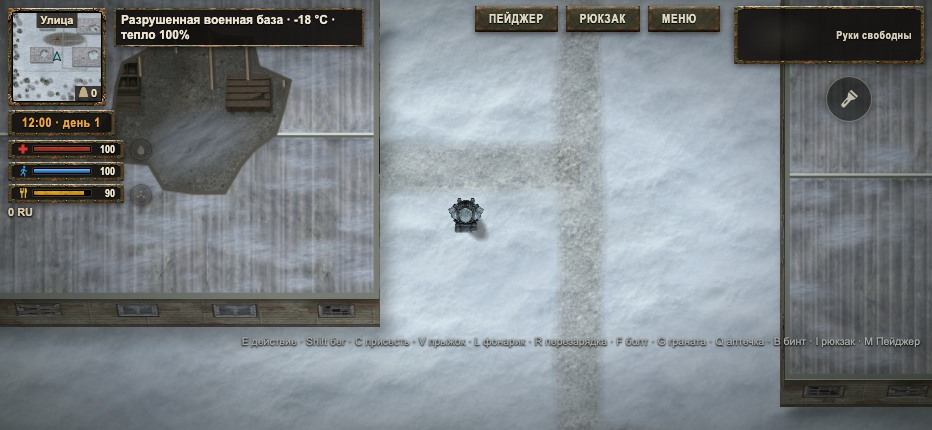 Улица
Разрушенная военная база · -18 °C ·
тепло 100%
ПЕЙДЖЕР
РЮКЗАК
МЕНЮ
Руки свободны
0
12:00 · день 1
100
100
90
0 RU
E действие · Shift бег · C присесть · V прыжок · L фонарик · R перезарядка · F болт · G граната · Q аптечка · B бинт · I рюкзак · M Пейджер